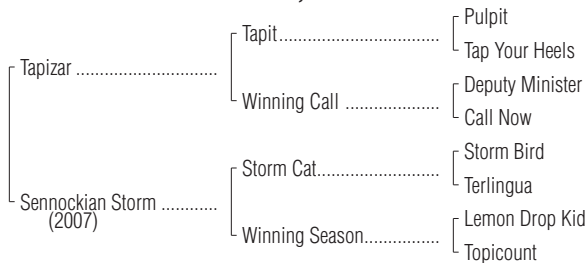 Pulpit
Tapit
Tap Your Heels
Tapizar
Deputy Minister
Winning Call
Call Now
Storm Bird
Storm Cat
Terlingua
Sennockian Storm
(2007)
Lemon Drop Kid
Winning Season
Topicount